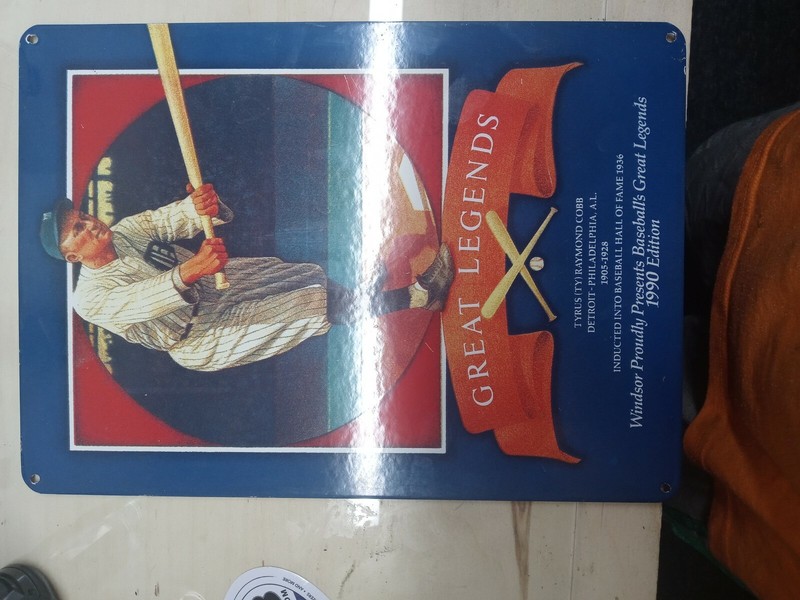 GREAT LEGENDS
TYRUS (TY) RAYMOND COBB
DETROIT-PHILADELPHIA, A.L.
1905-1928
INDUCTED INTO BASEBALL HALL OF FAME 1936
Windsor Proudly Presents Baseball's Great Legends
1990 Edition